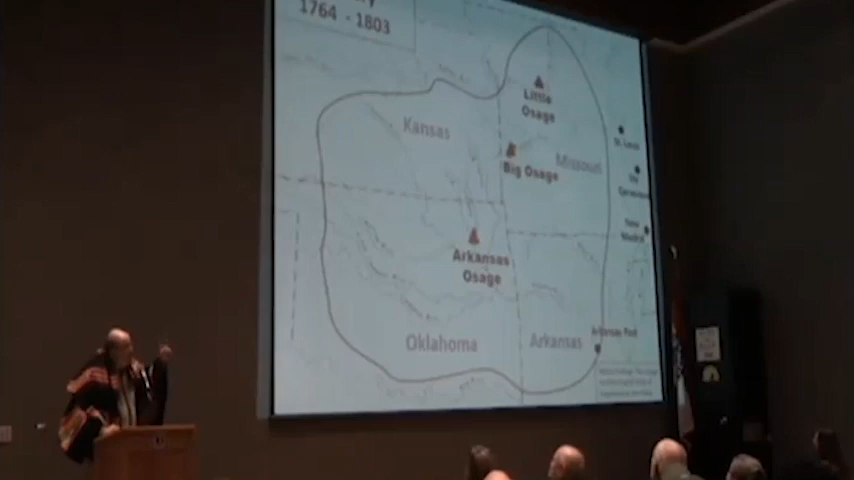 1764 - 1803
Little
Osage
Kansas
St. Louis
Big Osage
Missouri
Ste
Genevieve
New
Madrid
Arkansas
Osage
Oklahoma
Arkansas
Arkansas Post